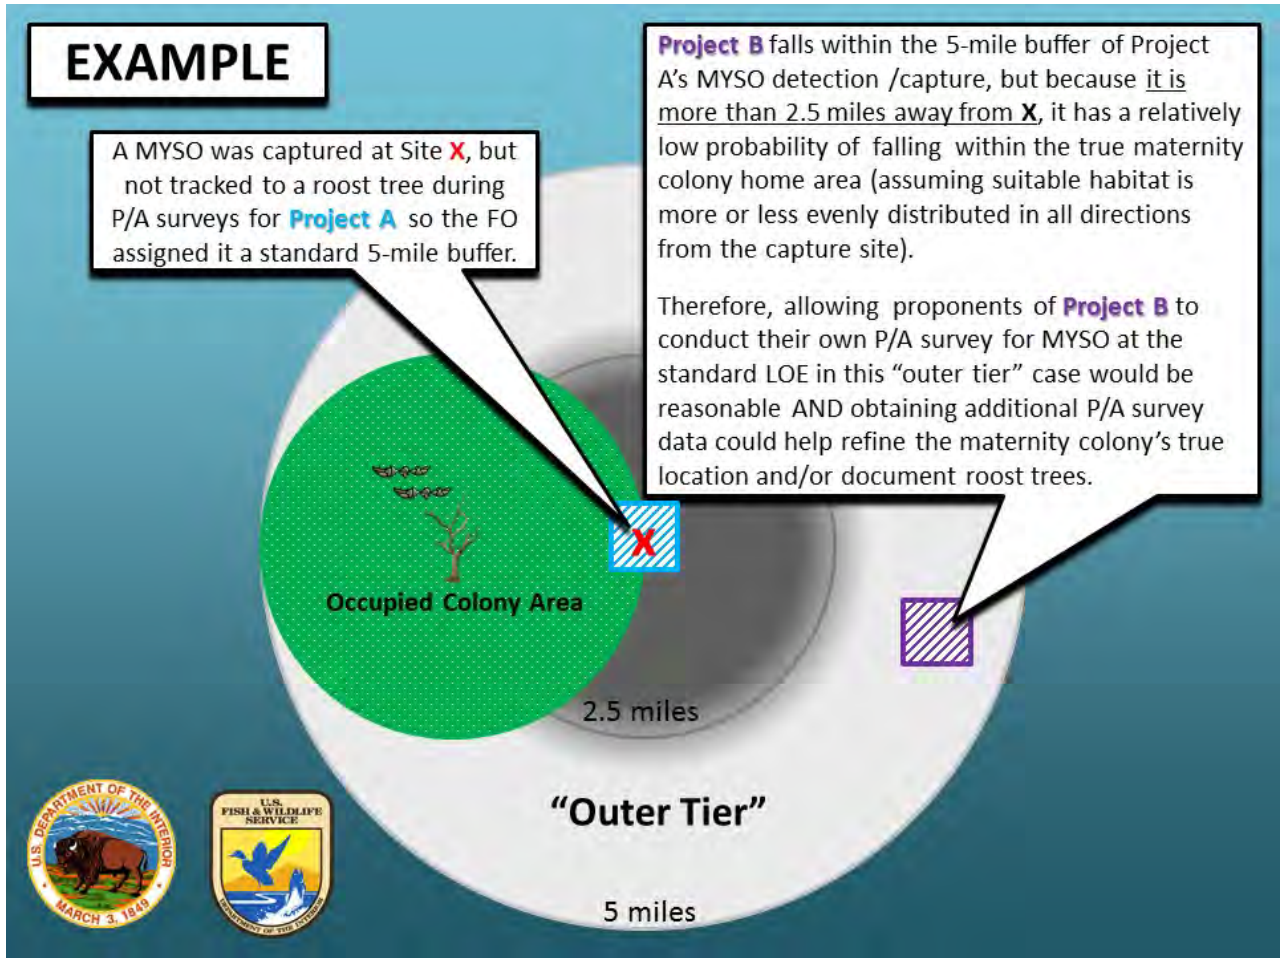 EXAMPLE
A MYSO was captured at Site X, but
not tracked to a roost tree during
P/A surveys for Project A so the FO
assigned it a standard 5-mile buffer.
Project B falls within the 5-mile buffer of Project
A's MYSO detection /capture, but because it is
more than 2.5 miles away from X, it has a relatively
low probability of falling within the true maternity
colony home area (assuming suitable habitat is
more or less evenly distributed in all directions
from the capture site).
Therefore, allowing proponents of Project B to
conduct their own P/A survey for MYSO at the
standard LOE in this “outer tier” case would be
reasonable AND obtaining additional P/A survey
data could help refine the maternity colony's true
location and/or document roost trees.
X
Occupied Colony Area
2.5 miles
“Outer Tier”
5 miles
U.S. DEPARTMENT OF THE INTERIOR
MARCH 3, 1849
U.S.
FISH & WILDLIFE
SERVICE
DEPARTMENT OF THE INTERIOR